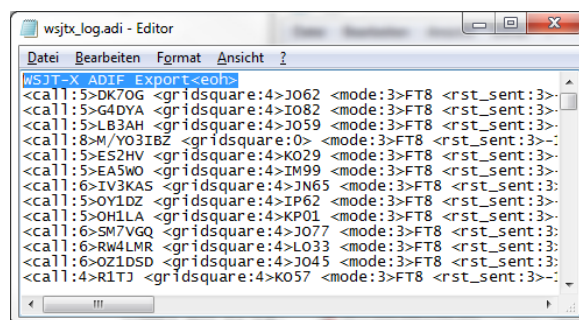 wsjtx_log.adi - Editor
Datei Bearbeiten Format Ansicht ?
WSJT-X ADIF Export<eoh>
<call:5>DK7OG <gridsquare:4>JO62 <mode:3>FT8 <rst_sent:3>-
<call:5>G4DYA <gridsquare:4>IO82 <mode:3>FT8 <rst_sent:3>-
<call:5>LB3AH <gridsquare:4>JO59 <mode:3>FT8 <rst_sent:3>-
<call:8>M/YO3IBZ <gridsquare:0> <mode:3>FT8 <rst_sent:3>-1
<call:5>ES2HV <gridsquare:4>KO29 <mode:3>FT8 <rst_sent:3>-
<call:5>EA5WO <gridsquare:4>IM99 <mode:3>FT8 <rst_sent:3>-
<call:6>IV3KAS <gridsquare:4>JN65 <mode:3>FT8 <rst_sent:3>
<call:5>OY1DZ <gridsquare:4>IP62 <mode:3>FT8 <rst_sent:3>-
<call:5>OH1LA <gridsquare:4>KP01 <mode:3>FT8 <rst_sent:3>-
<call:6>SM7VGQ <gridsquare:4>JO77 <mode:3>FT8 <rst_sent:3>
<call:6>RW4LMR <gridsquare:4>LO33 <mode:3>FT8 <rst_sent:3>
<call:6>OZ1DSD <gridsquare:4>JO45 <mode:3>FT8 <rst_sent:3>
<call:4>R1TJ <gridsquare:4>KO57 <mode:3>FT8 <rst_sent:3>-1